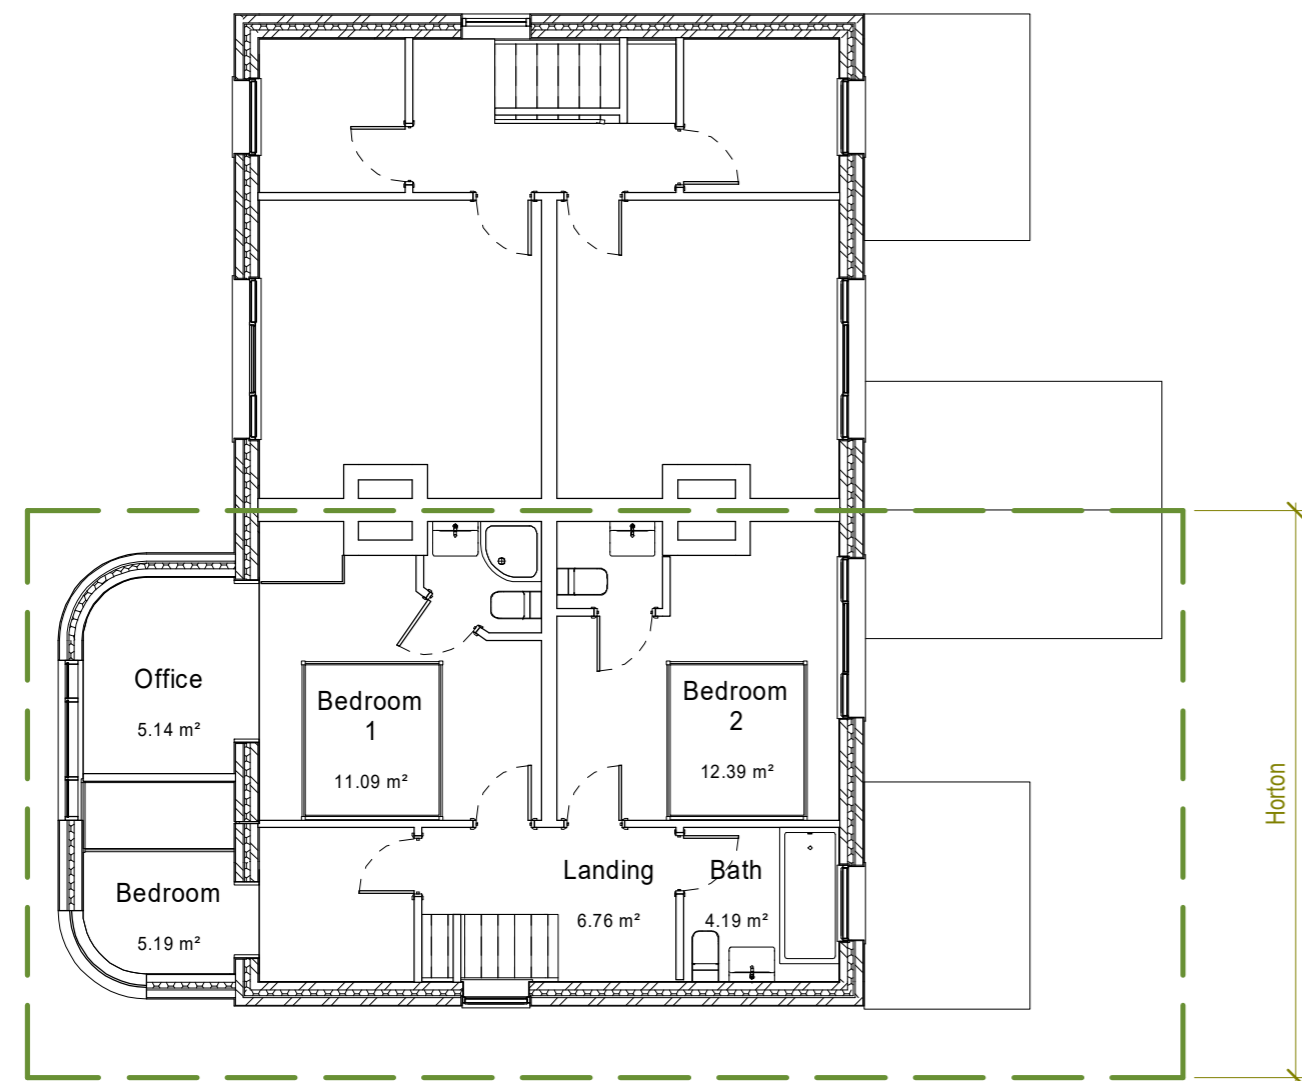 Office
5.14 m²
Bedroom
1
11.09 m²
Bedroom
2
12.39 m²
Horton
Bedroom
5.19 m²
Landing
6.76 m²
Bath
4.19 m²